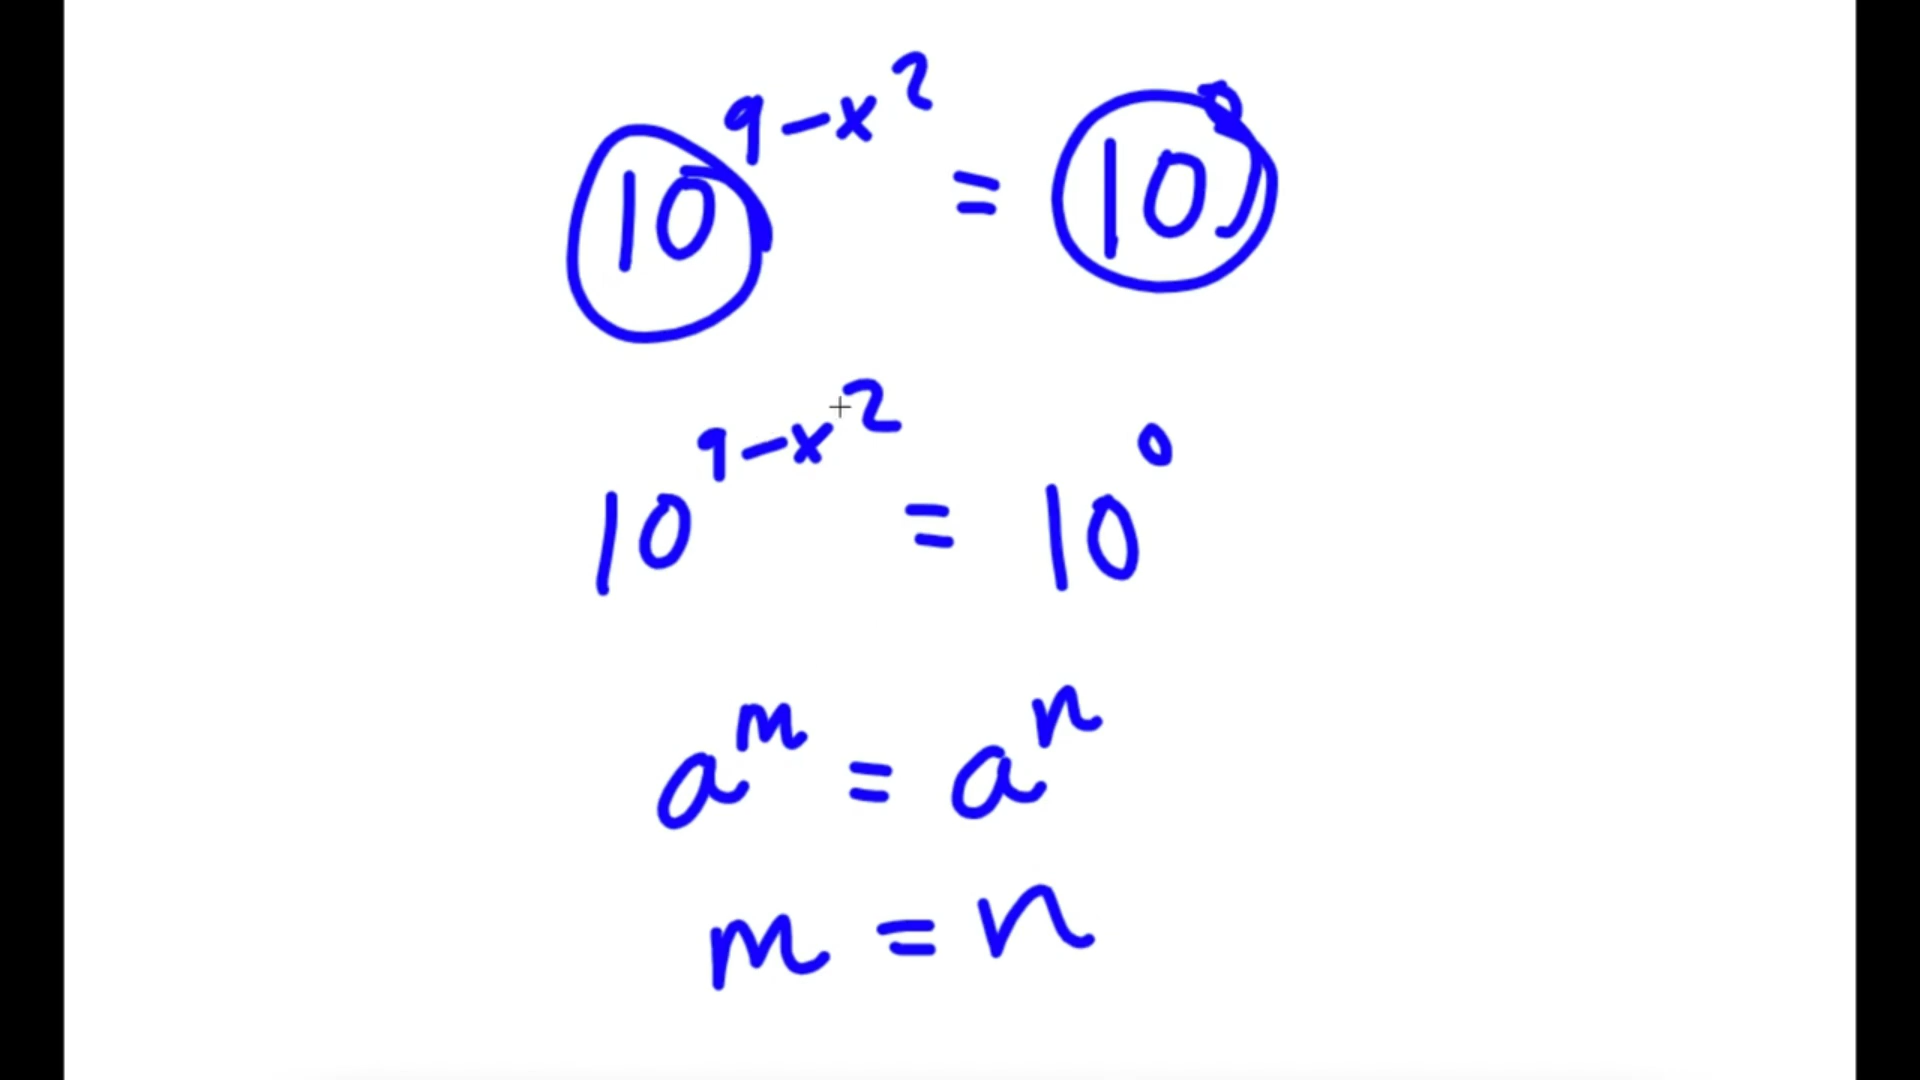 10^{9-x^2} = 10^0
10^{9-x^2} = 10^0
a^m = a^n
m = n